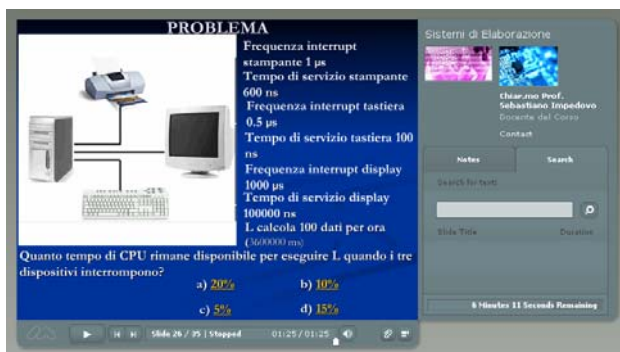 PROBLEMA
Frequenza interrupt
stampante 1 µs
Tempo di servizio stampante
600 ns
Frequenza interrupt tastiera
0.5 µs
Tempo di servizio tastiera 100
ns
Frequenza interrupt display
1000 µs
Tempo di servizio display
100000 ns
L calcola 100 dati per ora
(3600000 ms)
Quanto tempo di CPU rimane disponibile per eseguire L quando i tre
dispositivi interrompono?
a) 20% b) 10%
c) 5% d) 15%
Slide 26 / 35 | Stopped 01:25 / 01:25
Sistemi di Elaborazione
Chiar.mo Prof.
Sebastiano Impedovo
Docente del Corso
Contact
Notes Search
Search for text:
Slide Title Duration
6 Minutes 11 Seconds Remaining